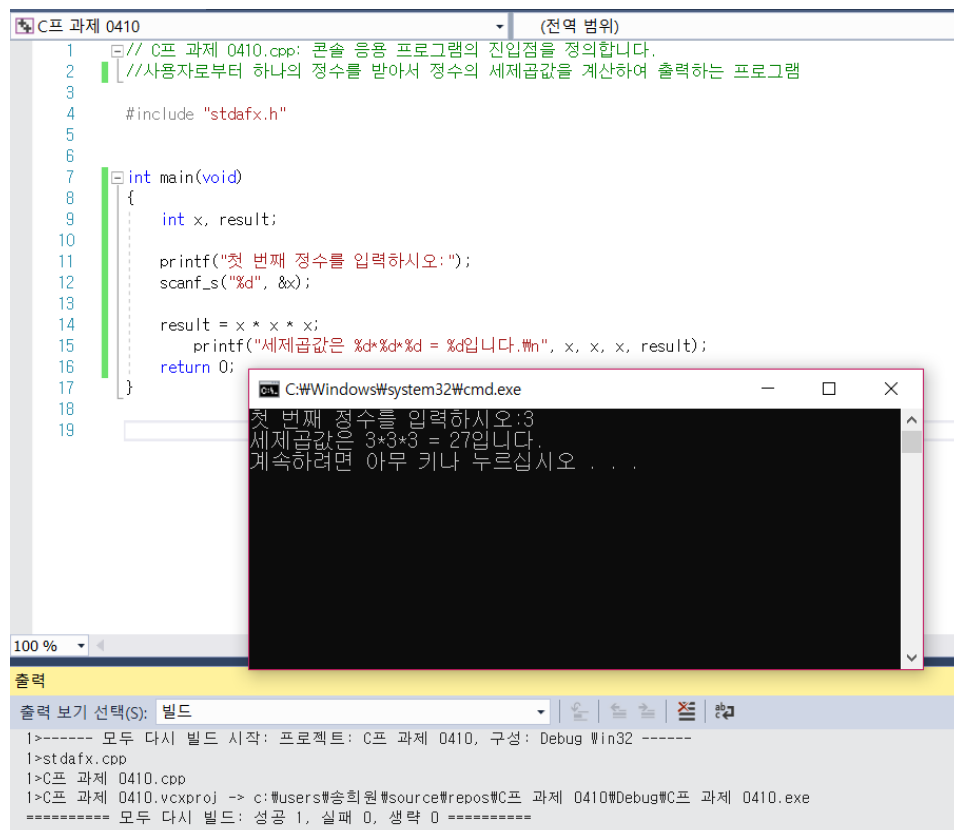 C프 과제 0410
(전역 범위)
1 // C프 과제 0410.cpp: 콘솔 응용 프로그램의 진입점을 정의합니다.
2 //사용자로부터 하나의 정수를 받아서 정수의 세제곱값을 계산하여 출력하는 프로그램
3
4 #include "stdafx.h"
5
6
7 int main(void)
8 {
9 int x, result;
10
11 printf("첫 번째 정수를 입력하시오:");
12 scanf_s("%d", &x);
13
14 result = x * x * x;
15 printf("세제곱값은 %d*%d*%d = %d입니다.₩n", x, x, x, result);
16 return 0;
17 }
18
19
C:\. C:₩Windows₩system32₩cmd.exe
첫 번째 정수를 입력하시오:3
세제곱값은 3*3*3 = 27입니다.
계속하려면 아무 키나 누르십시오 . . .
100 %
출력
출력 보기 선택(S): 빌드
1>------ 모두 다시 빌드 시작: 프로젝트: C프 과제 0410, 구성: Debug Win32 ------
1>stdafx.cpp
1>C프 과제 0410.cpp
1>C프 과제 0410.vcxproj -> c:₩users₩송희원₩source₩repos₩C프 과제 0410₩Debug₩C프 과제 0410.exe
========== 모두 다시 빌드: 성공 1, 실패 0, 생략 0 ==========